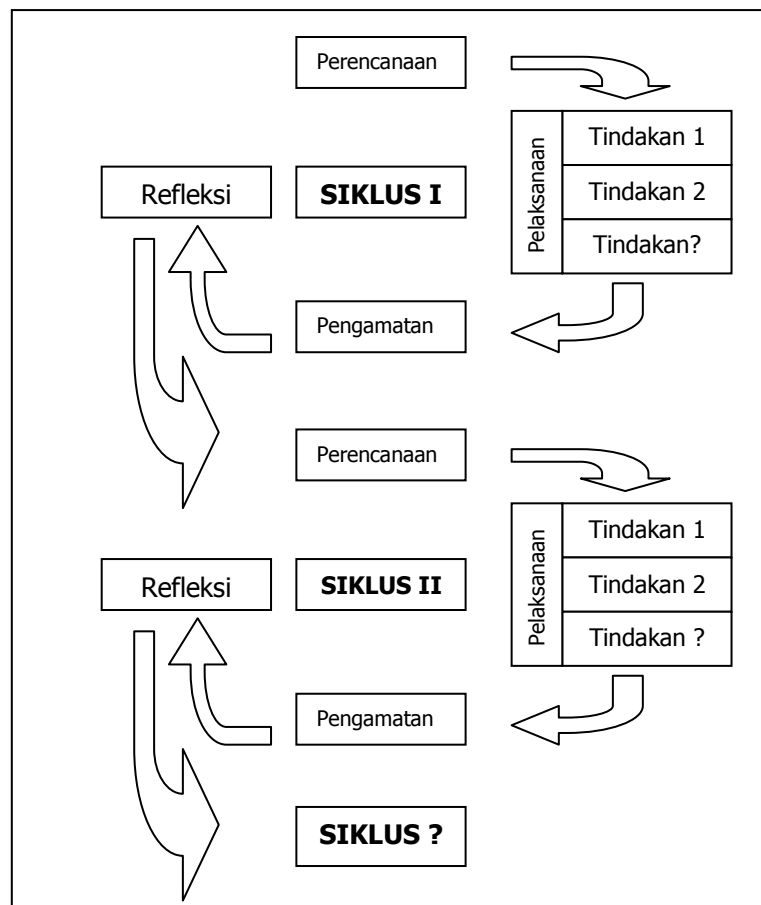 Perencanaan
Pelaksanaan
Tindakan 1
Tindakan 2
Tindakan?
Refleksi
SIKLUS I
Pengamatan
Perencanaan
Pelaksanaan
Tindakan 1
Tindakan 2
Tindakan ?
Refleksi
SIKLUS II
Pengamatan
SIKLUS ?